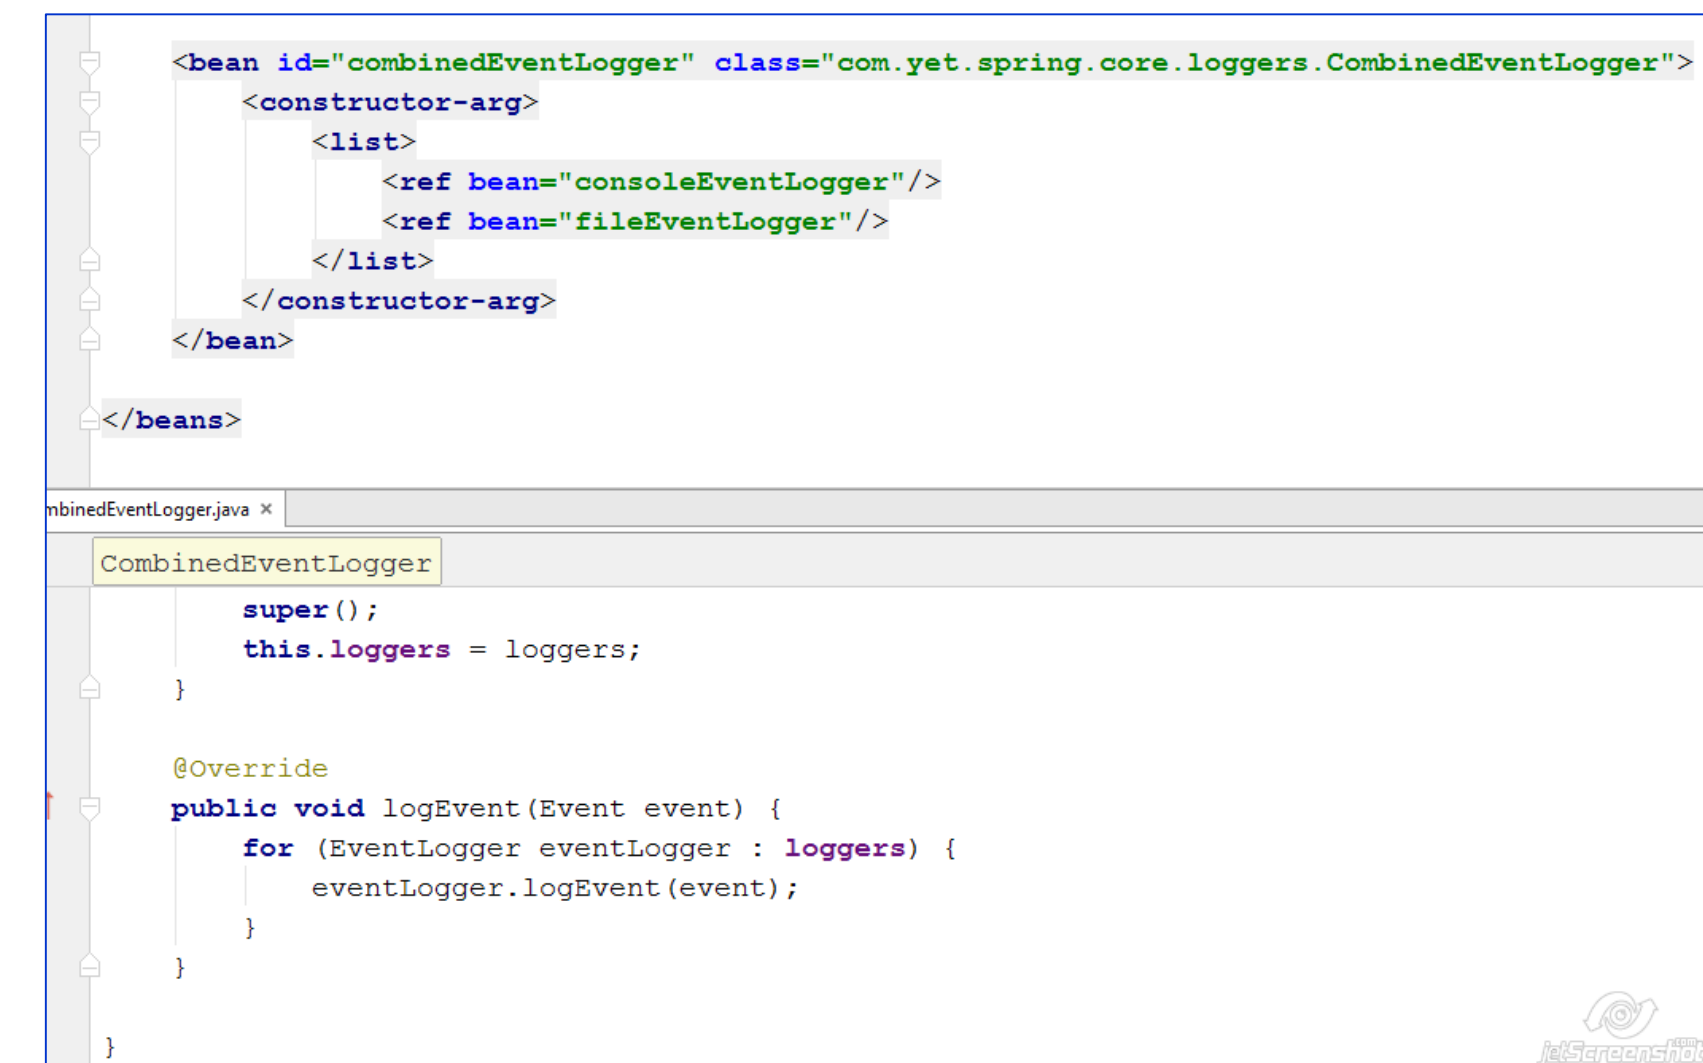 <bean id="combinedEventLogger" class="com.yet.spring.core.loggers.CombinedEventLogger">
<constructor-arg>
<list>
<ref bean="consoleEventLogger"/>
<ref bean="fileEventLogger"/>
</list>
</constructor-arg>
</bean>
</beans>
mbinedEventLogger.java ×
CombinedEventLogger
super();
this.loggers = loggers;
}
@Override
public void logEvent(Event event) {
for (EventLogger eventLogger : loggers) {
eventLogger.logEvent(event);
}
}
}